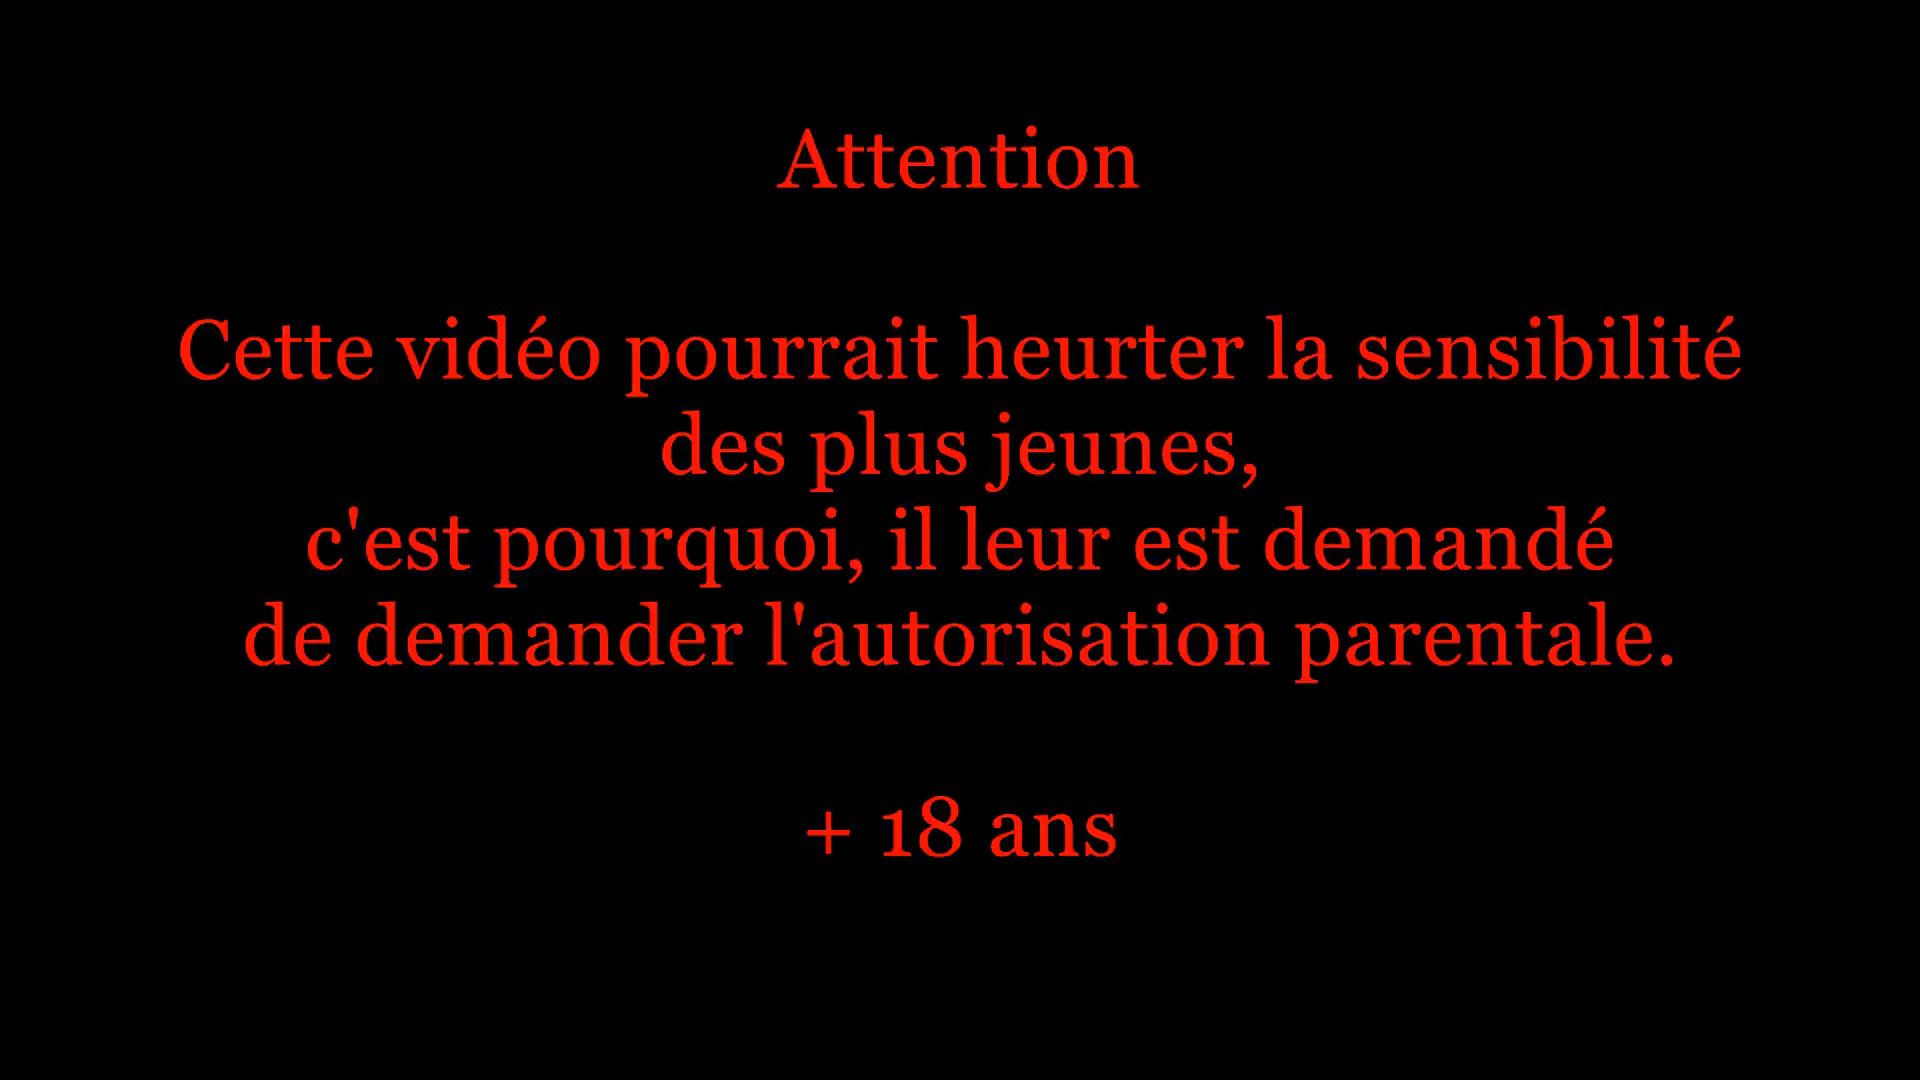 Attention
Cette vidéo pourrait heurter la sensibilité
des plus jeunes,
c'est pourquoi, il leur est demandé
de demander l'autorisation parentale.
+ 18 ans